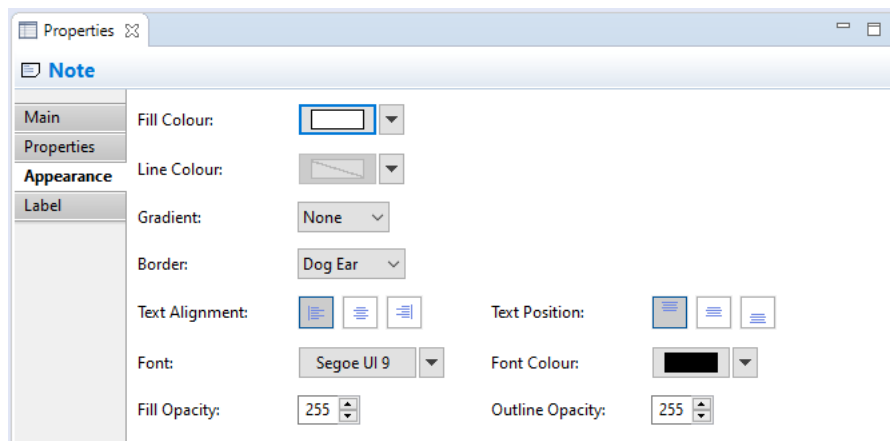 Properties
Note
Main
Properties
Appearance
Label
Fill Colour:
Line Colour:
Gradient: None
Border: Dog Ear
Text Alignment: Text Position:
Font: Segoe UI 9 Font Colour:
Fill Opacity: 255 Outline Opacity: 255